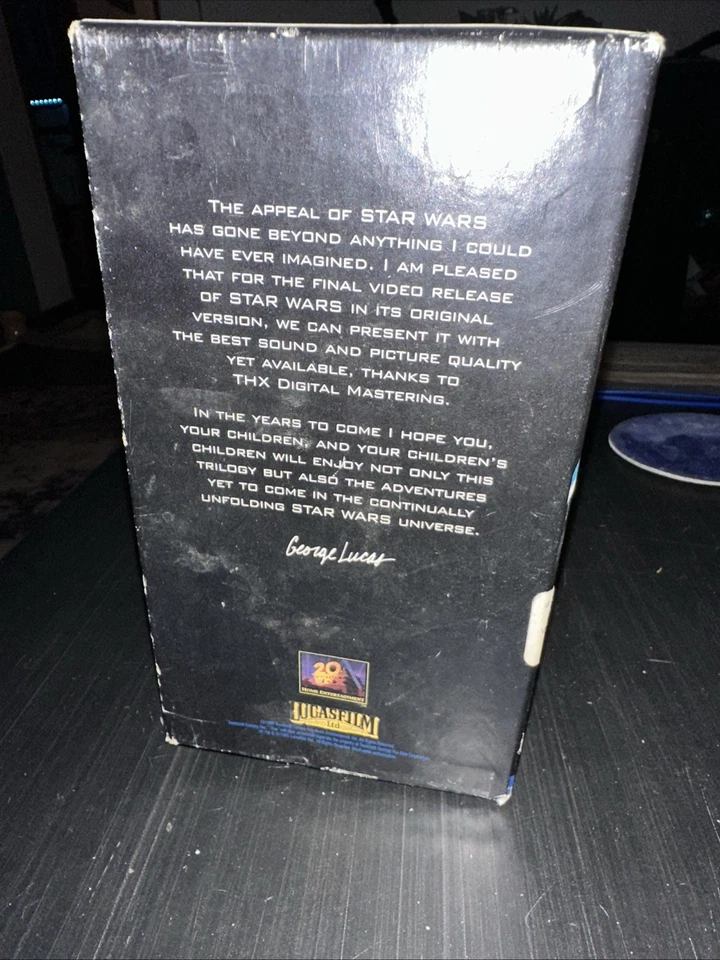 THE APPEAL OF STAR WARS
HAS GONE BEYOND ANYTHING I COULD
HAVE EVER IMAGINED. I AM PLEASED
THAT FOR THE FINAL VIDEO RELEASE
OF STAR WARS IN ITS ORIGINAL
VERSION, WE CAN PRESENT IT WITH
THE BEST SOUND AND PICTURE QUALITY
YET AVAILABLE, THANKS TO
THX DIGITAL MASTERING.
IN THE YEARS TO COME I HOPE YOU,
YOUR CHILDREN, AND YOUR CHILDREN'S
CHILDREN WILL ENJOY NOT ONLY THIS
TRILOGY BUT ALSO THE ADVENTURES
YET TO COME IN THE CONTINUALLY
UNFOLDING STAR WARS UNIVERSE.
George Lucas
20
HOME ENTERTAINMENT
LUCASFILM
Ltd